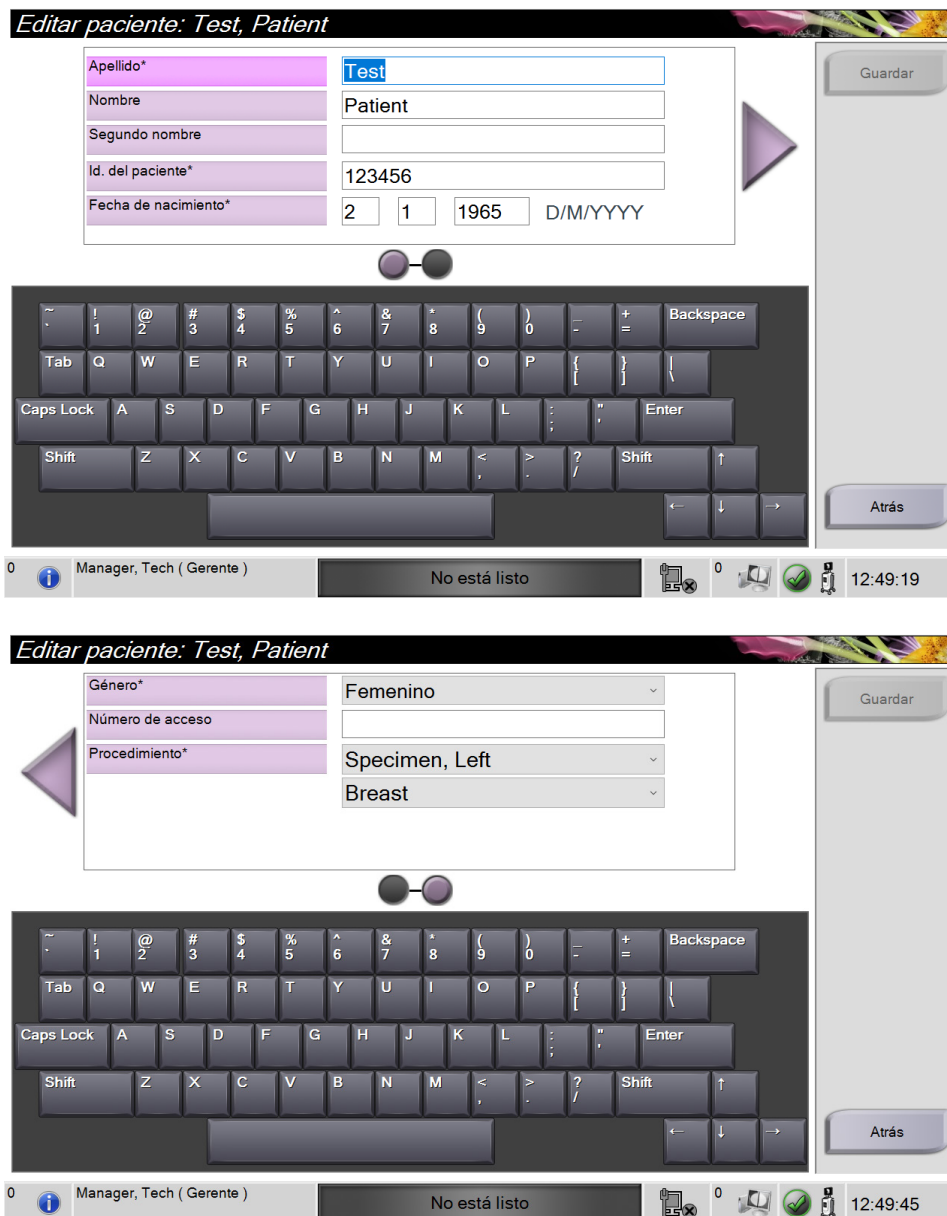 Editar paciente: Test, Patient
Apellido* Test
Guardar
Nombre Patient
Segundo nombre
Id. del paciente* 123456
Fecha de nacimiento* 2 1 1965 D/M/YYYY
~ ! @ # $ % ^ & * ( ) _ + Backspace
` 1 2 3 4 5 6 7 8 9 0 - =
Tab Q W E R T Y U I O P { } |
[ ] \
Caps Lock A S D F G H J K L : " Enter
; '
Shift Z X C V B N M < > ? Shift ↑
, . /
← ↓ →
Atrás
0 Manager, Tech ( Gerente ) No está listo 0 12:49:19
Editar paciente: Test, Patient
Género* Femenino
Guardar
Número de acceso
Procedimiento* Specimen, Left
Breast
~ ! @ # $ % ^ & * ( ) _ + Backspace
` 1 2 3 4 5 6 7 8 9 0 - =
Tab Q W E R T Y U I O P { } |
[ ] \
Caps Lock A S D F G H J K L : " Enter
; '
Shift Z X C V B N M < > ? Shift ↑
, . /
← ↓ →
Atrás
0 Manager, Tech ( Gerente ) No está listo 0 12:49:45